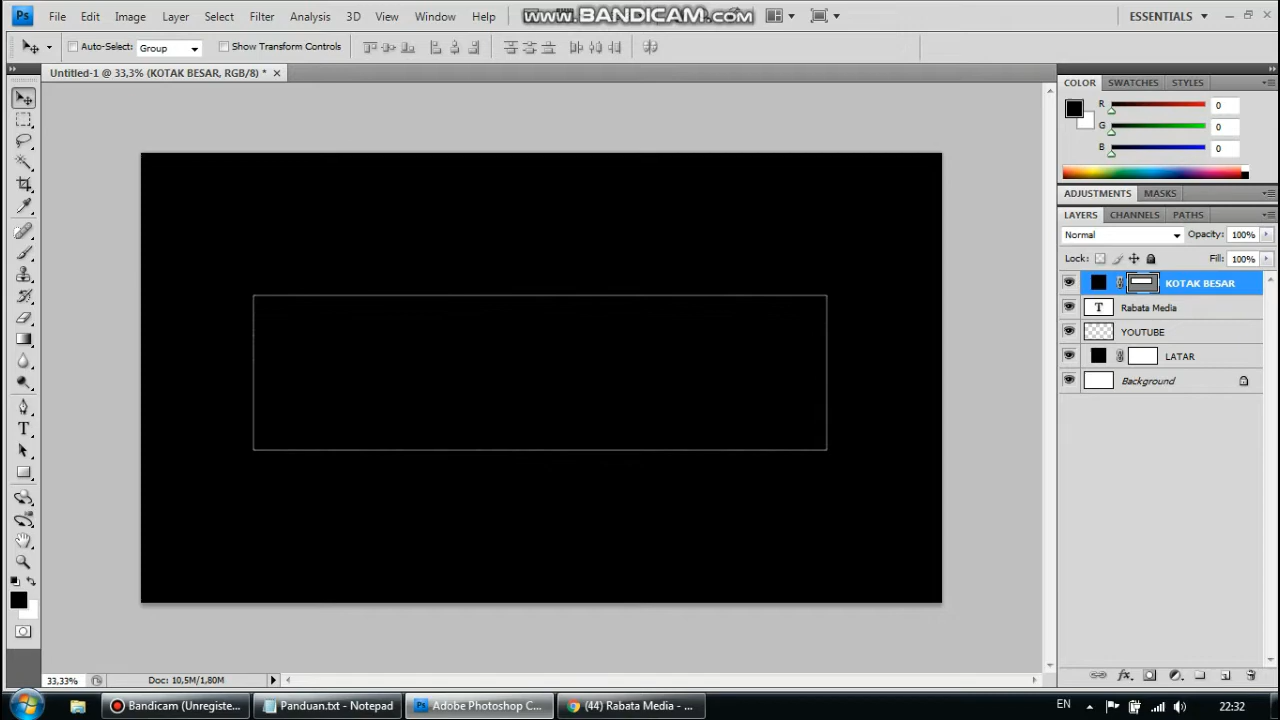 Ps File Edit Image Layer Select Filter Analysis 3D View Window Help www.BANDICAM.com ESSENTIALS
Auto-Select: Group Show Transform Controls
Untitled-1 @ 33,3% (KOTAK BESAR, RGB/8) *
COLOR SWATCHES STYLES
R 0
G 0
B 0
ADJUSTMENTS MASKS
LAYERS CHANNELS PATHS
Normal Opacity: 100%
Lock: Fill: 100%
KOTAK BESAR
T Rabata Media
YOUTUBE
LATAR
Background
T
33,33% Doc: 10,5M/1,80M fx.
Bandicam (Unregiste... Panduan.txt - Notepad Ps Adobe Photoshop C... (44) Rabata Media - ... EN 22:32